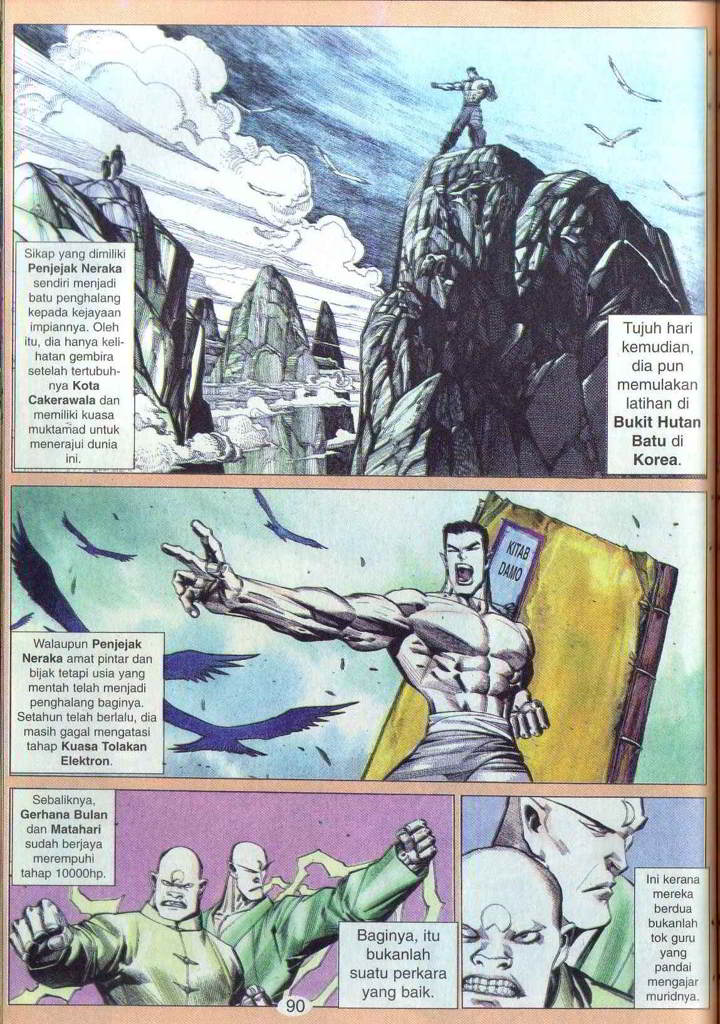 Sikap yang dimiliki
Penjejak Neraka
sendiri menjadi
batu penghalang
kepada kejayaan
impiannya. Oleh
itu, dia hanya keli-
hatan gembira
setelah tertubuh-
nya Kota
Cakerawala dan
memiliki kuasa
muktamad untuk
menerajui dunia
ini.
Tujuh hari
kemudian,
dia pun
memulakan
latihan di
Bukit Hutan
Batu di
Korea.
KITAB
DAMO
Walaupun Penjejak
Neraka amat pintar dan
bijak tetapi usia yang
mentah telah menjadi
penghalang baginya.
Setahun telah berlalu, dia
masih gagal mengatasi
tahap Kuasa Tolakan
Elektron.
Sebaliknya,
Gerhana Bulan
dan Matahari
sudah berjaya
merempuhi
tahap 10000hp.
Baginya, itu
bukanlah
suatu perkara
yang baik.
Ini kerana
mereka
berdua
bukanlah
tok guru
yang
pandai
mengajar
muridnya.
90